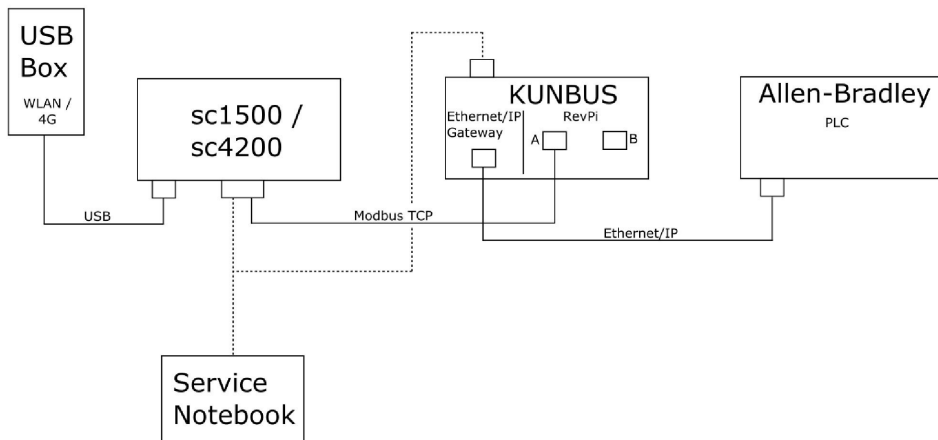 USB
Box
WLAN /
4G
sc1500 /
sc4200
KUNBUS
Ethernet/IP
Gateway
RevPi
A
B
Allen-Bradley
PLC
USB
Modbus TCP
Ethernet/IP
Service
Notebook